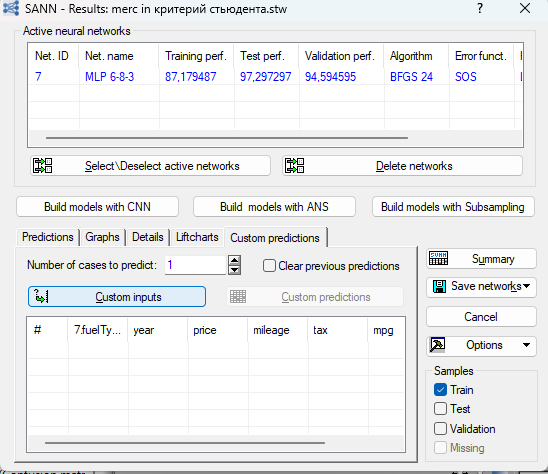 SANN - Results: merc in критерий стьюдента.stw
Active neural networks
Net. ID Net. name Training perf. Test perf. Validation perf. Algorithm Error funct.
7 MLP 6-8-3 87,179487 97,297297 94,594595 BFGS 24 SOS
Select\Deselect active networks Delete networks
Build models with CNN Build models with ANS Build models with Subsampling
Predictions Graphs Details Liftcharts Custom predictions
Number of cases to predict: 1 Clear previous predictions
Custom inputs Custom predictions
# 7.fuelTy... year price mileage tax mpg
Summary
Save networks
Cancel
Options
Samples
Train
Test
Validation
Missing